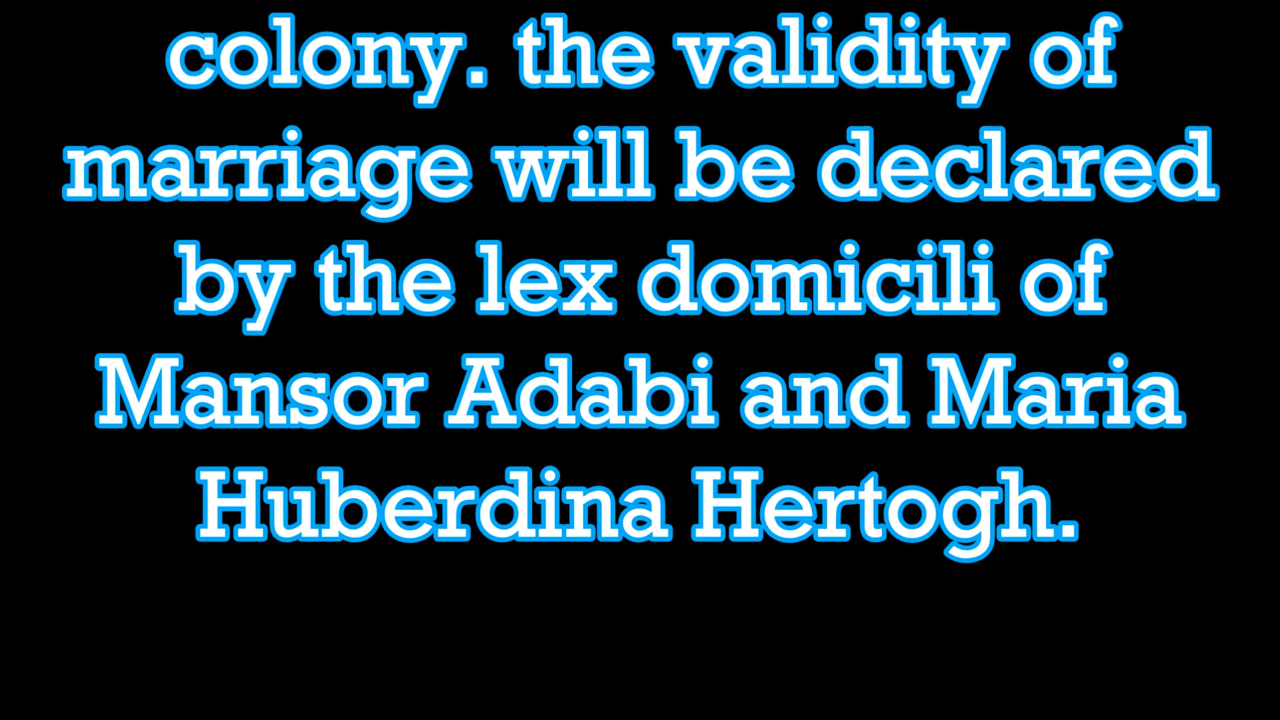 colony. the validity of
marriage will be declared
by the lex domicili of
Mansor Adabi and Maria
Huberdina Hertogh.